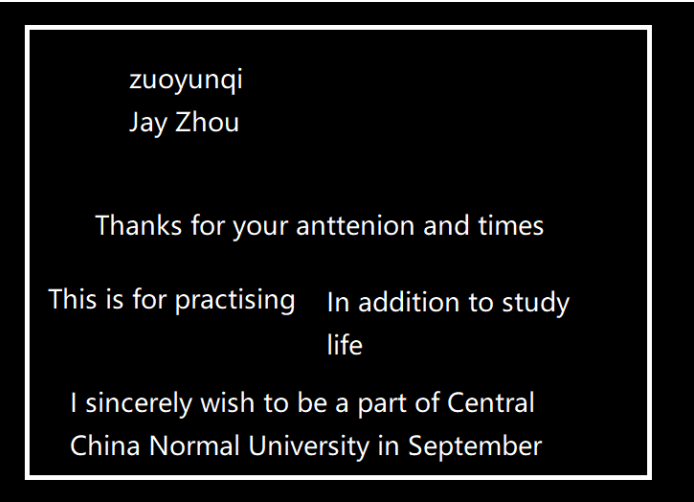 zuoyunqi
Jay Zhou
Thanks for your anttenion and times
This is for practising
In addition to study
life
I sincerely wish to be a part of Central
China Normal University in September